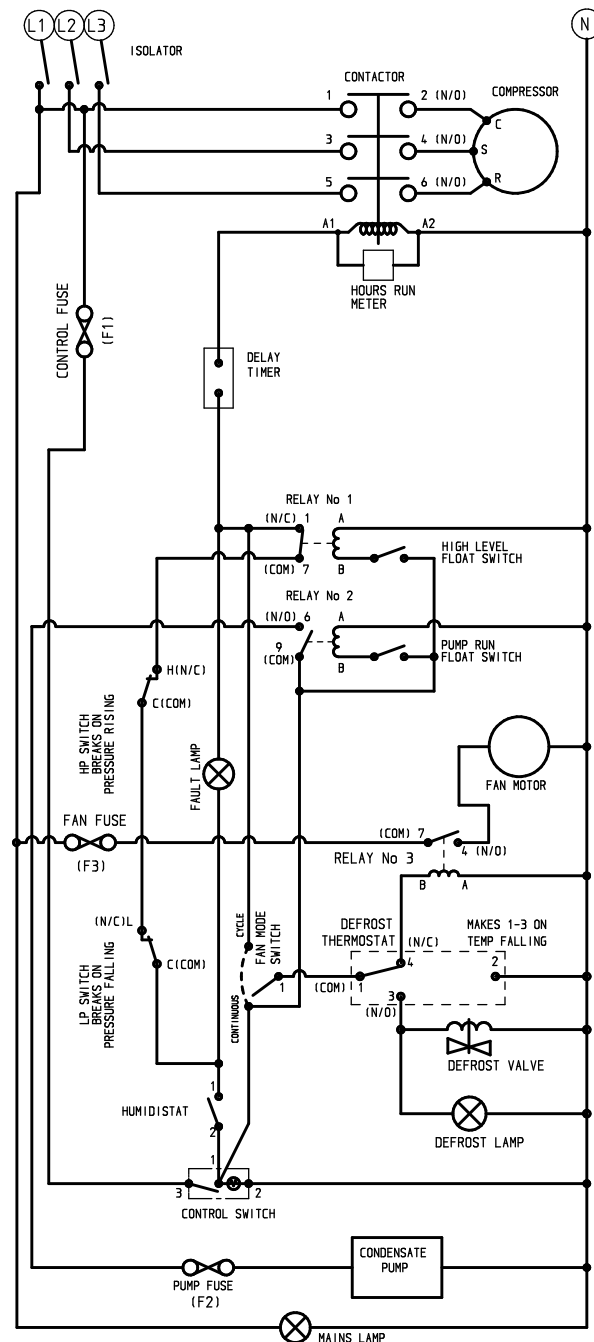 L1 L2 L3 N
ISOLATOR
CONTACTOR
COMPRESSOR
1 2 (N/O)
C
3 4 (N/O) S
5 6 (N/O) R
A1 A2
HOURS RUN
METER
CONTROL FUSE
(F1)
DELAY
TIMER
RELAY No 1
(N/C) 1 A
HIGH LEVEL
FLOAT SWITCH
(COM) 7 B
RELAY No 2
(N/O) 6 A
PUMP RUN
FLOAT SWITCH
9
(COM) B
H(N/C)
C(COM)
HP SWITCH
BREAKS ON
PRESSURE RISING
FAULT LAMP
FAN MOTOR
FAN FUSE
(F3)
(COM) 7
4 (N/O)
RELAY No 3
B A
(N/C)L
C(COM)
LP SWITCH
BREAKS ON
PRESSURE FALLING
CYCLE
FAN MODE
SWITCH
CONTINUOUS
1
DEFROST
THERMOSTAT
(N/C)
4
MAKES 1-3 ON
TEMP FALLING
2
(COM) 1
3
(N/O)
DEFROST VALVE
DEFROST LAMP
1
HUMIDISTAT
2
1
3 2
CONTROL SWITCH
CONDENSATE
PUMP
PUMP FUSE
(F2)
MAINS LAMP